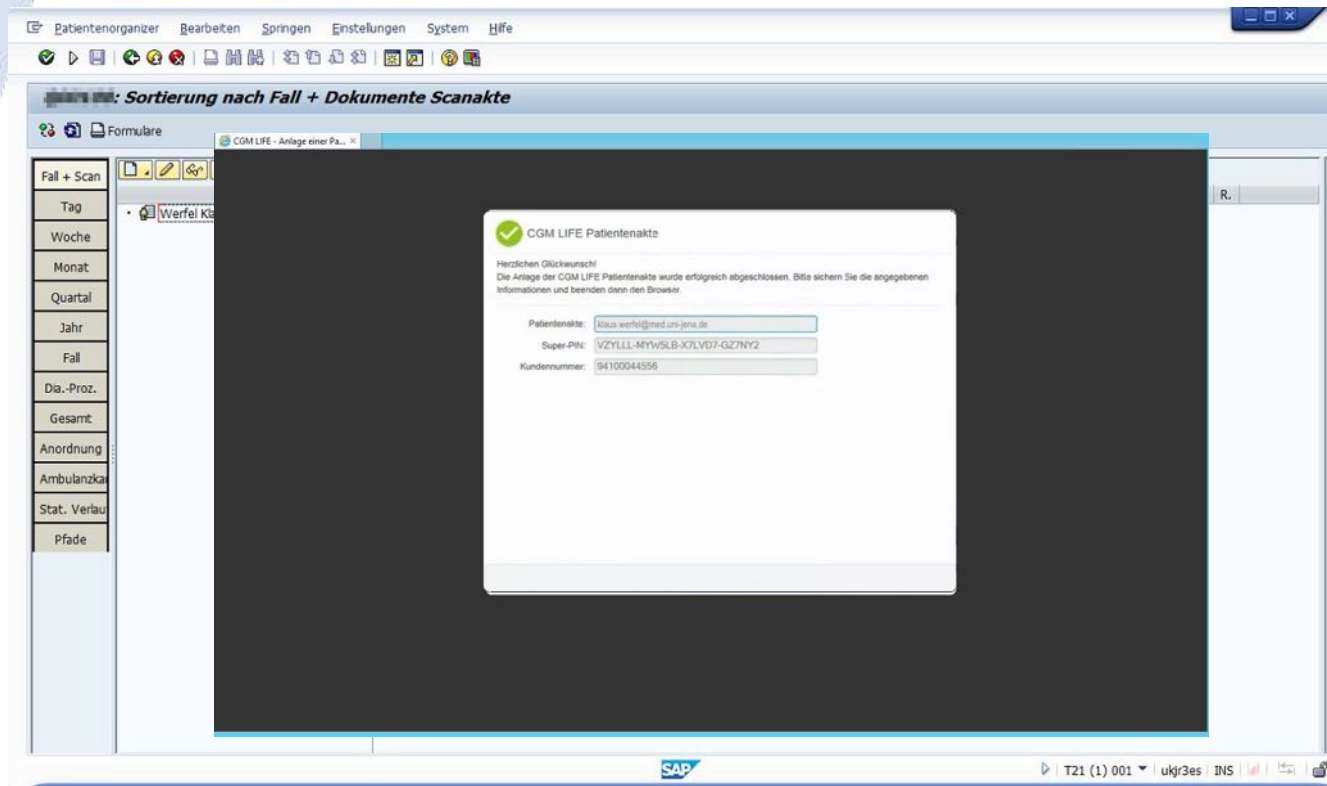 Patientenorganizer Bearbeiten Springen Einstellungen System Hilfe
: Sortierung nach Fall + Dokumente Scanakte
Formulare
CGM LIFE - Anlage einer Pa...
Fall + Scan
Tag
Woche
Monat
Quartal
Jahr
Fall
Dia.-Proz.
Gesamt
Anordnung
Ambulanzka
Stat. Verlau
Pfade
Werfel Kla
R.
CGM LIFE Patientenakte
Herzlichen Glückwunsch!
Die Anlage der CGM LIFE Patientenakte wurde erfolgreich abgeschlossen. Bitte sichern Sie die angegebenen
Informationen und beenden dann den Browser.
Patientenakte: klaus.werfel@med.uni-jena.de
Super-PIN: VZYLLL-MYW5LB-X7LVD7-GZ7NY2
Kundennummer: 94100044556
SAP
T21 (1) 001 ukjr3es INS